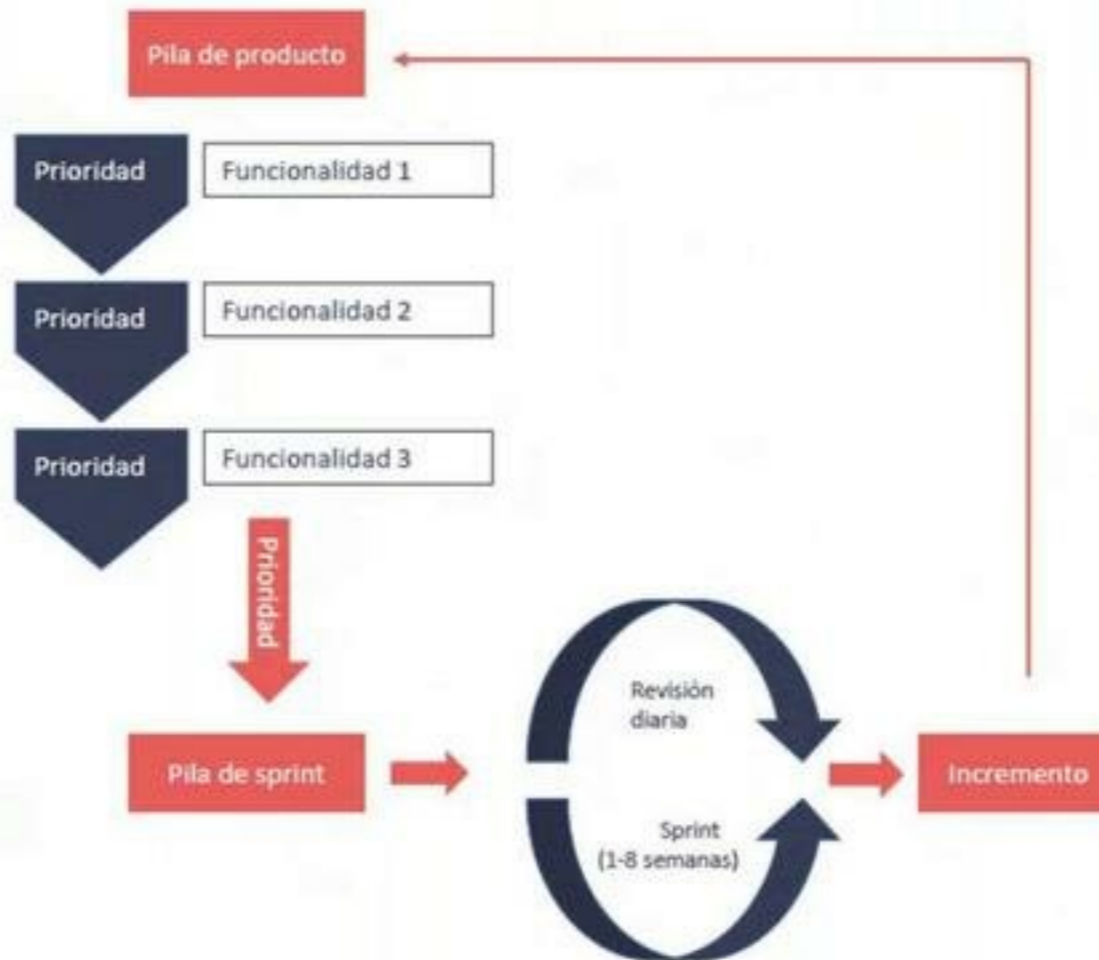 Pila de producto
Prioridad
Funcionalidad 1
Prioridad
Funcionalidad 2
Prioridad
Funcionalidad 3
Prioridad
Revisión
diaria
Pila de sprint
Incremento
Sprint
(1-8 semanas)